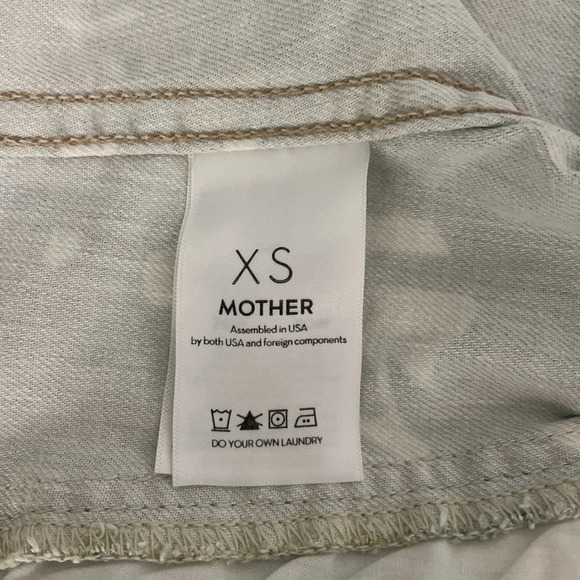 XS
MOTHER
Assembled in USA
by both USA and foreign components
DO YOUR OWN LAUNDRY